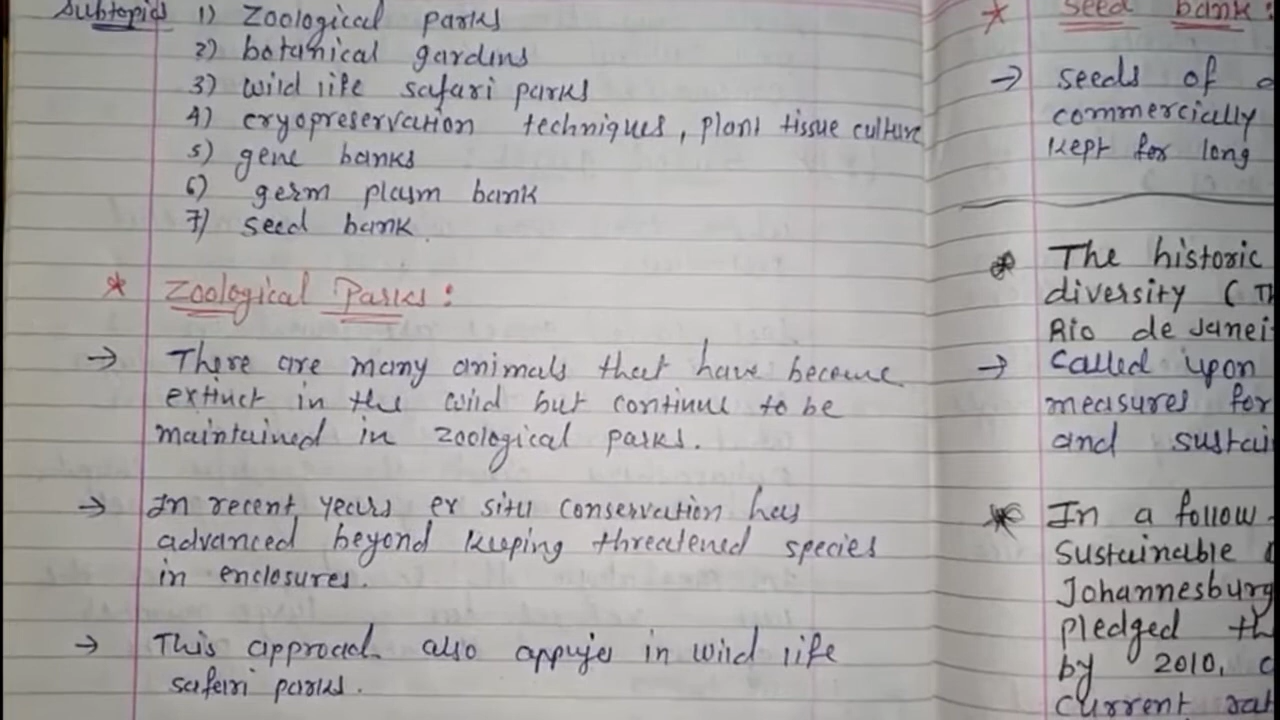 Subtopics 1) Zoological parks
2) botanical gardens
3) wild life safari parks
4) cryopreservation techniques, plant tissue culture
5) gene banks
6) germ plasm bank
7) seed bank.
* Zoological Parks :
→ There are many animals that have become
extinct in the wild but continue to be
maintained in zoological parks.
→ In recent years ex situ conservation has
advanced beyond keeping threatened species
in enclosures.
→ This approach also applies in wild life
safari parks.
* Seed bank :
→ seeds of
commercially
kept for long
* The historic
diversity (Th
Rio de Janei
→ Called upon
measures for
and sustai
* In a follow
Sustainable
Johannesburg
pledged th
by 2010,
current rat